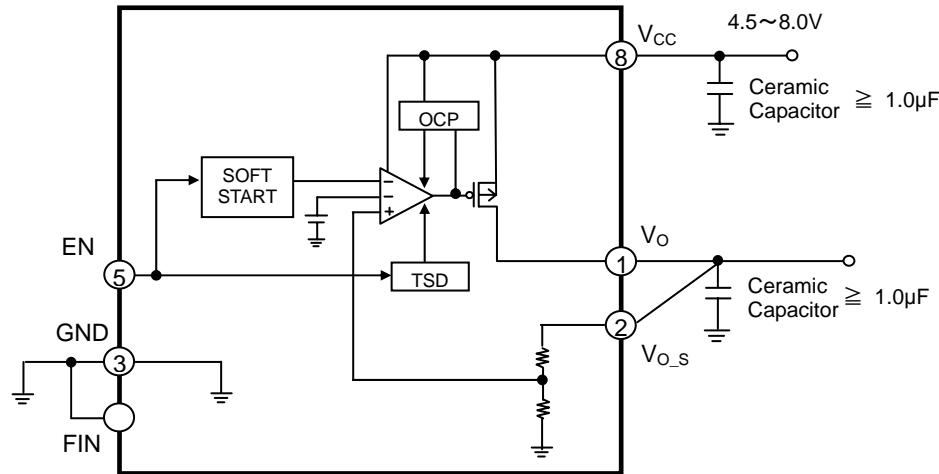 4.5～8.0V
VCC
8
Ceramic
Capacitor ≧ 1.0µF
OCP
SOFT
START
−
−
+
VO
EN
5
TSD
1
Ceramic
Capacitor ≧ 1.0µF
2
GND
3
VO_S
FIN